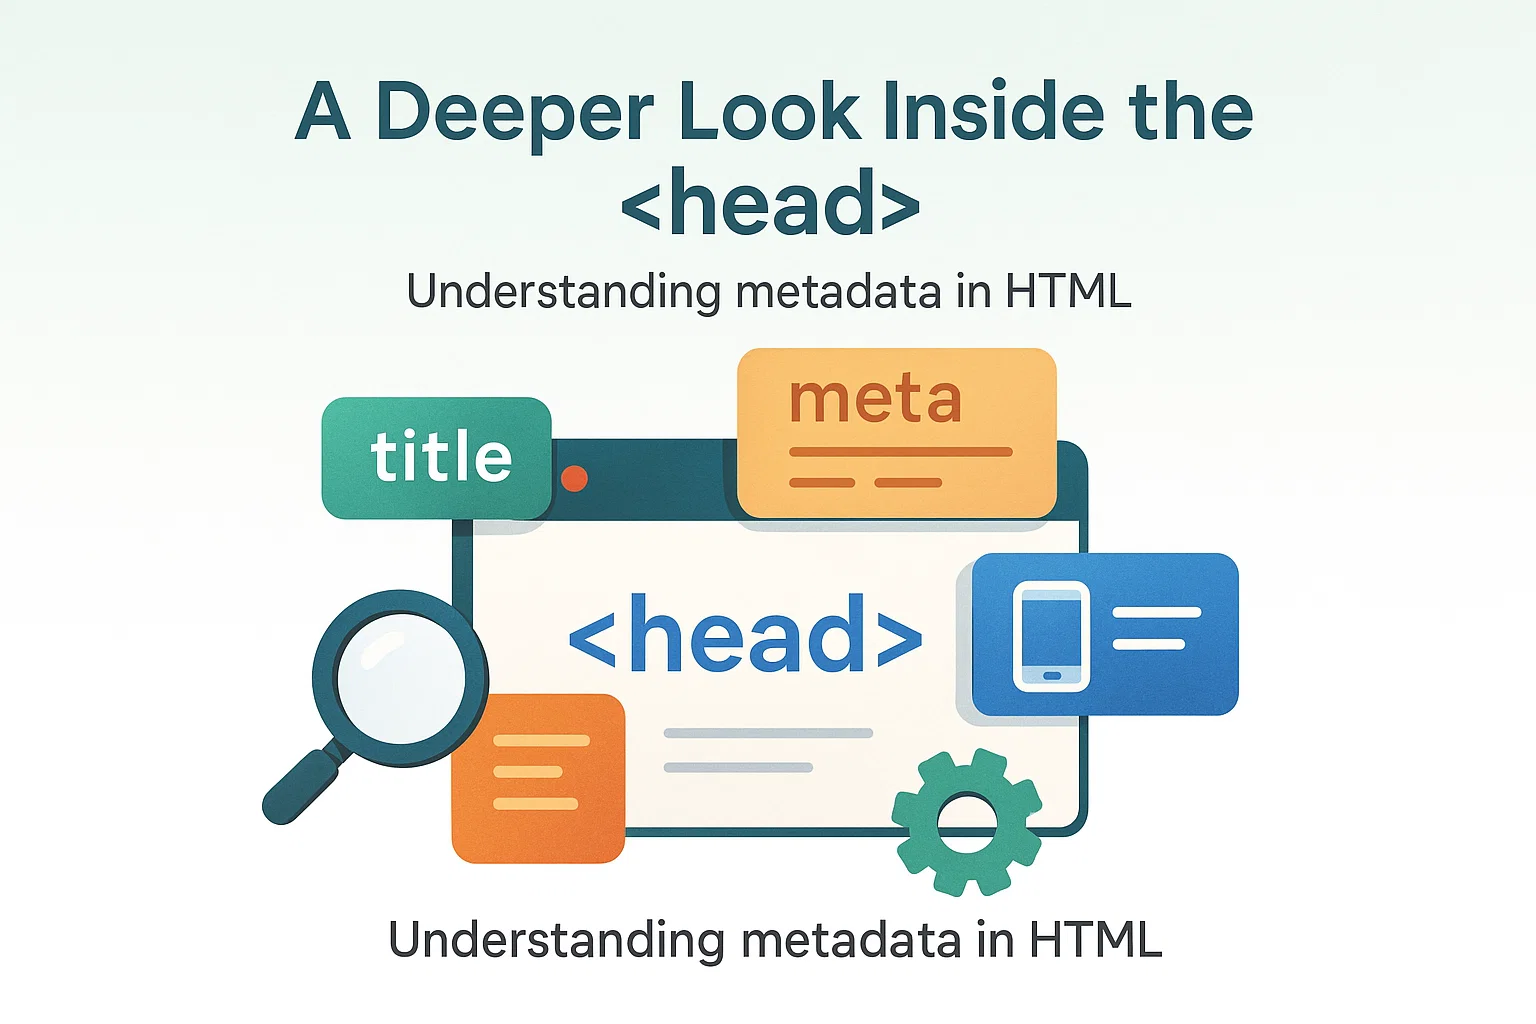 A Deeper Look Inside the
<head>
Understanding metadata in HTML
title
meta
<head>
Understanding metadata in HTML